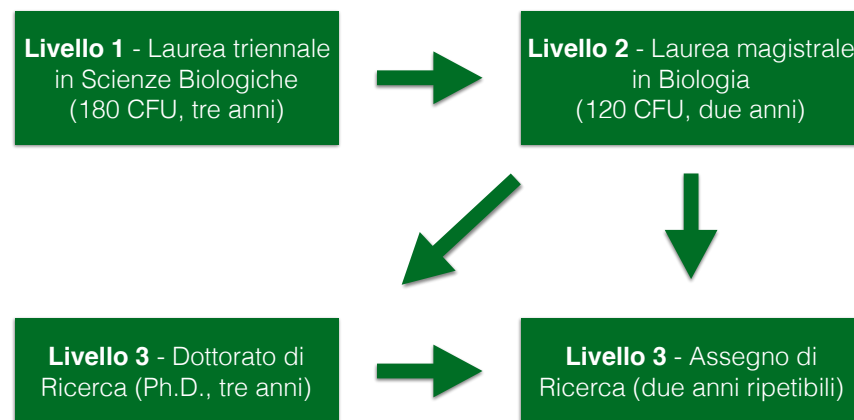 Livello 1 - Laurea triennale
in Scienze Biologiche
(180 CFU, tre anni)
Livello 2 - Laurea magistrale
in Biologia
(120 CFU, due anni)
Livello 3 - Dottorato di
Ricerca (Ph.D., tre anni)
Livello 3 - Assegno di
Ricerca (due anni ripetibili)